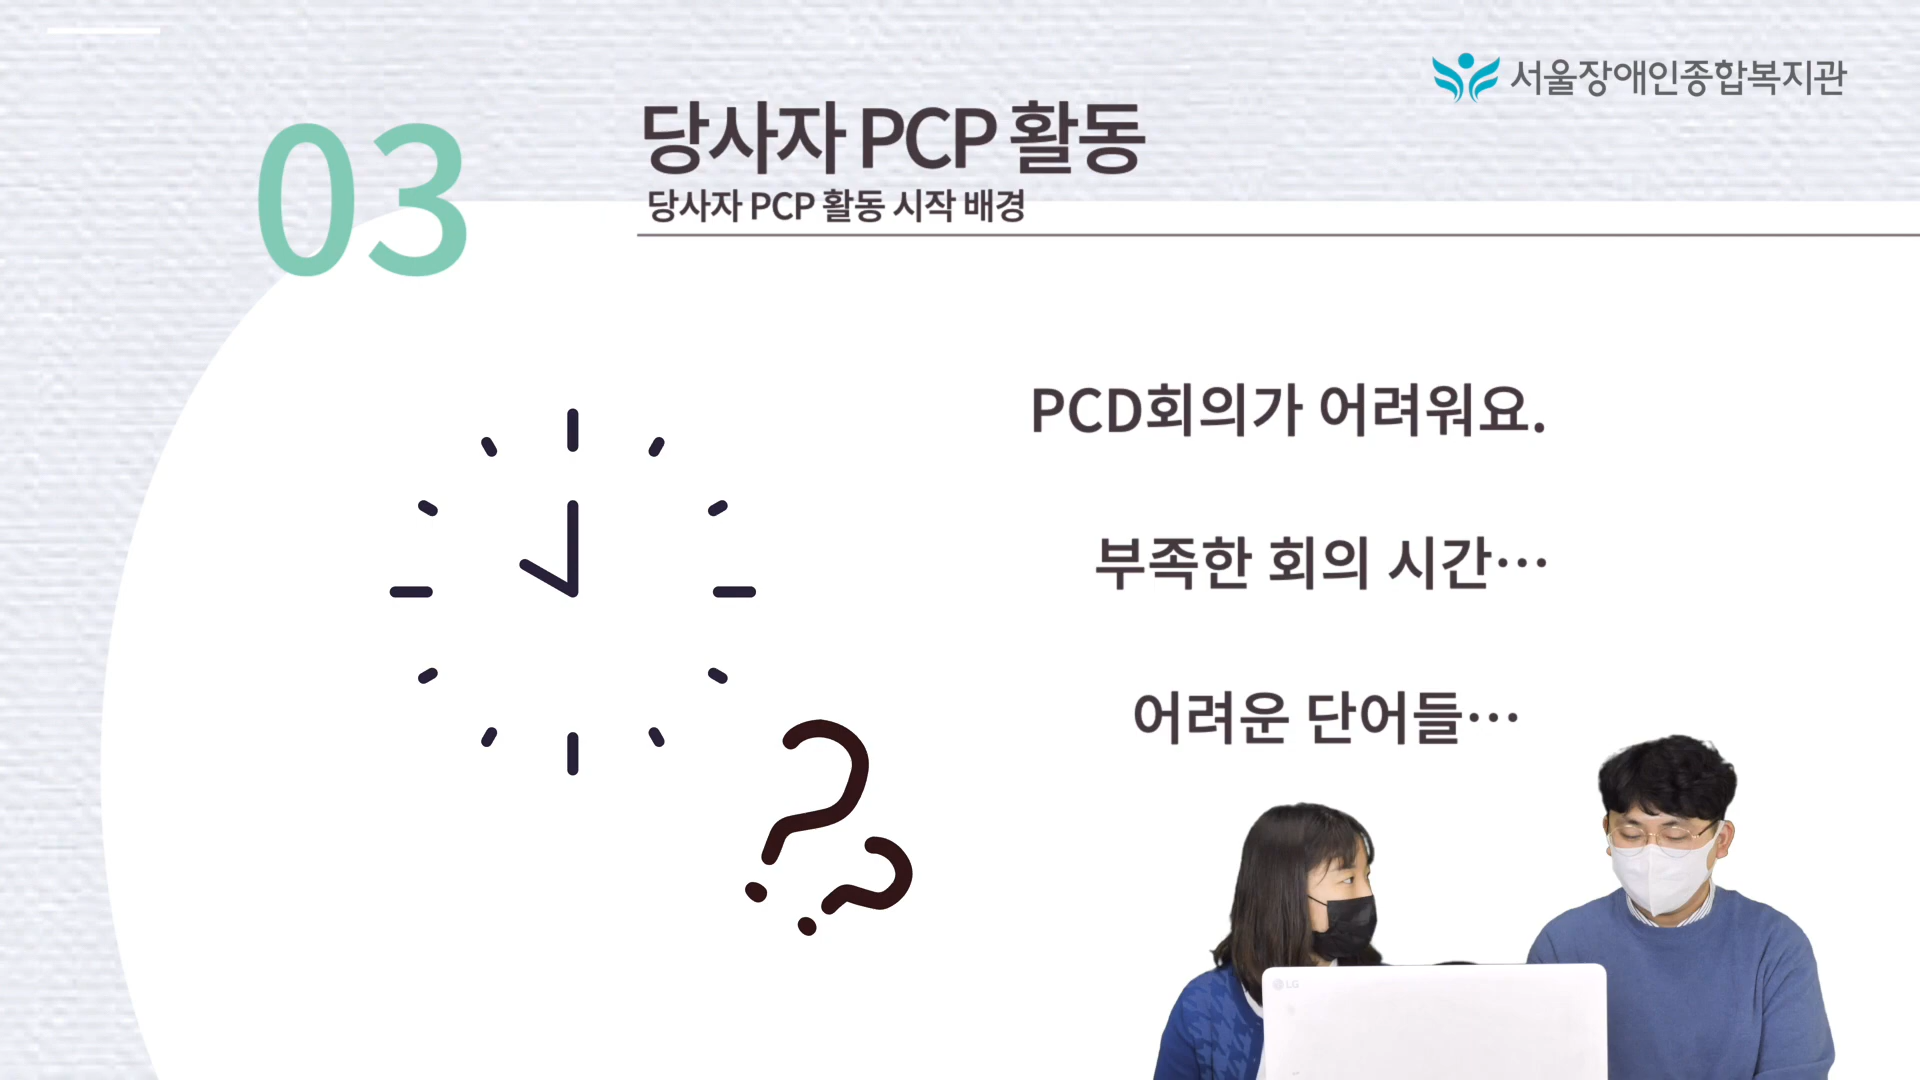 서울장애인종합복지관
03
당사자 PCP 활동
당사자 PCP 활동 시작 배경
PCD회의가 어려워요.
부족한 회의 시간…
어려운 단어들…
LG